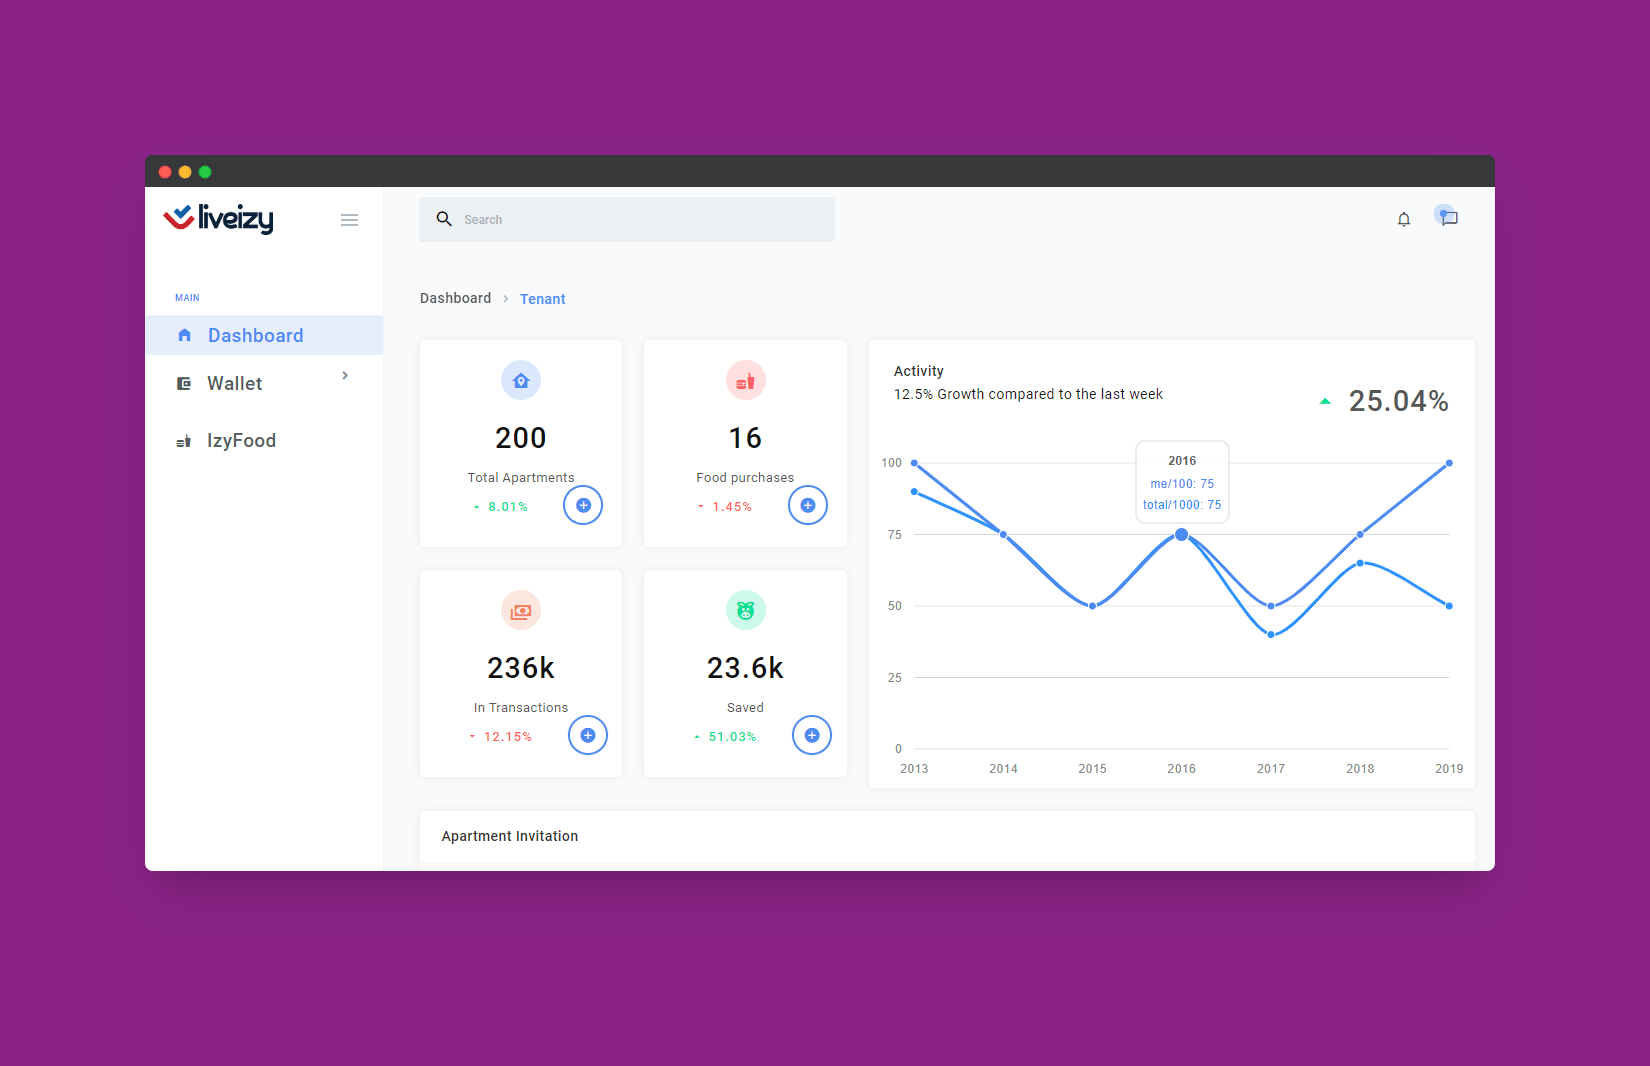 liveizy
Search
MAIN
Dashboard
Wallet
IzyFood
Dashboard > Tenant
200
Total Apartments
8.01%
16
Food purchases
1.45%
236k
In Transactions
12.15%
23.6k
Saved
51.03%
Activity
12.5% Growth compared to the last week
25.04%
2016
me/100: 75
total/1000: 75
100
75
50
25
0
2013 2014 2015 2016 2017 2018 2019
Apartment Invitation